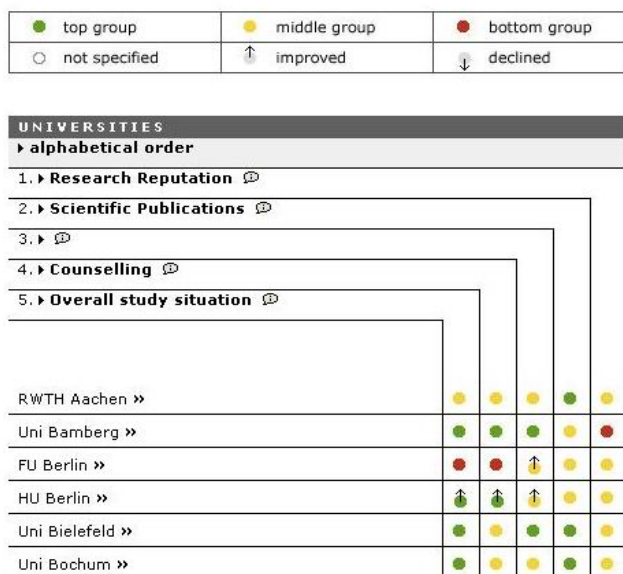 top group middle group bottom group
not specified improved declined
UNIVERSITIES
alphabetical order
1. Research Reputation
2. Scientific Publications
3.
4. Counselling
5. Overall study situation
RWTH Aachen »
Uni Bamberg »
FU Berlin »
HU Berlin »
Uni Bielefeld »
Uni Bochum »